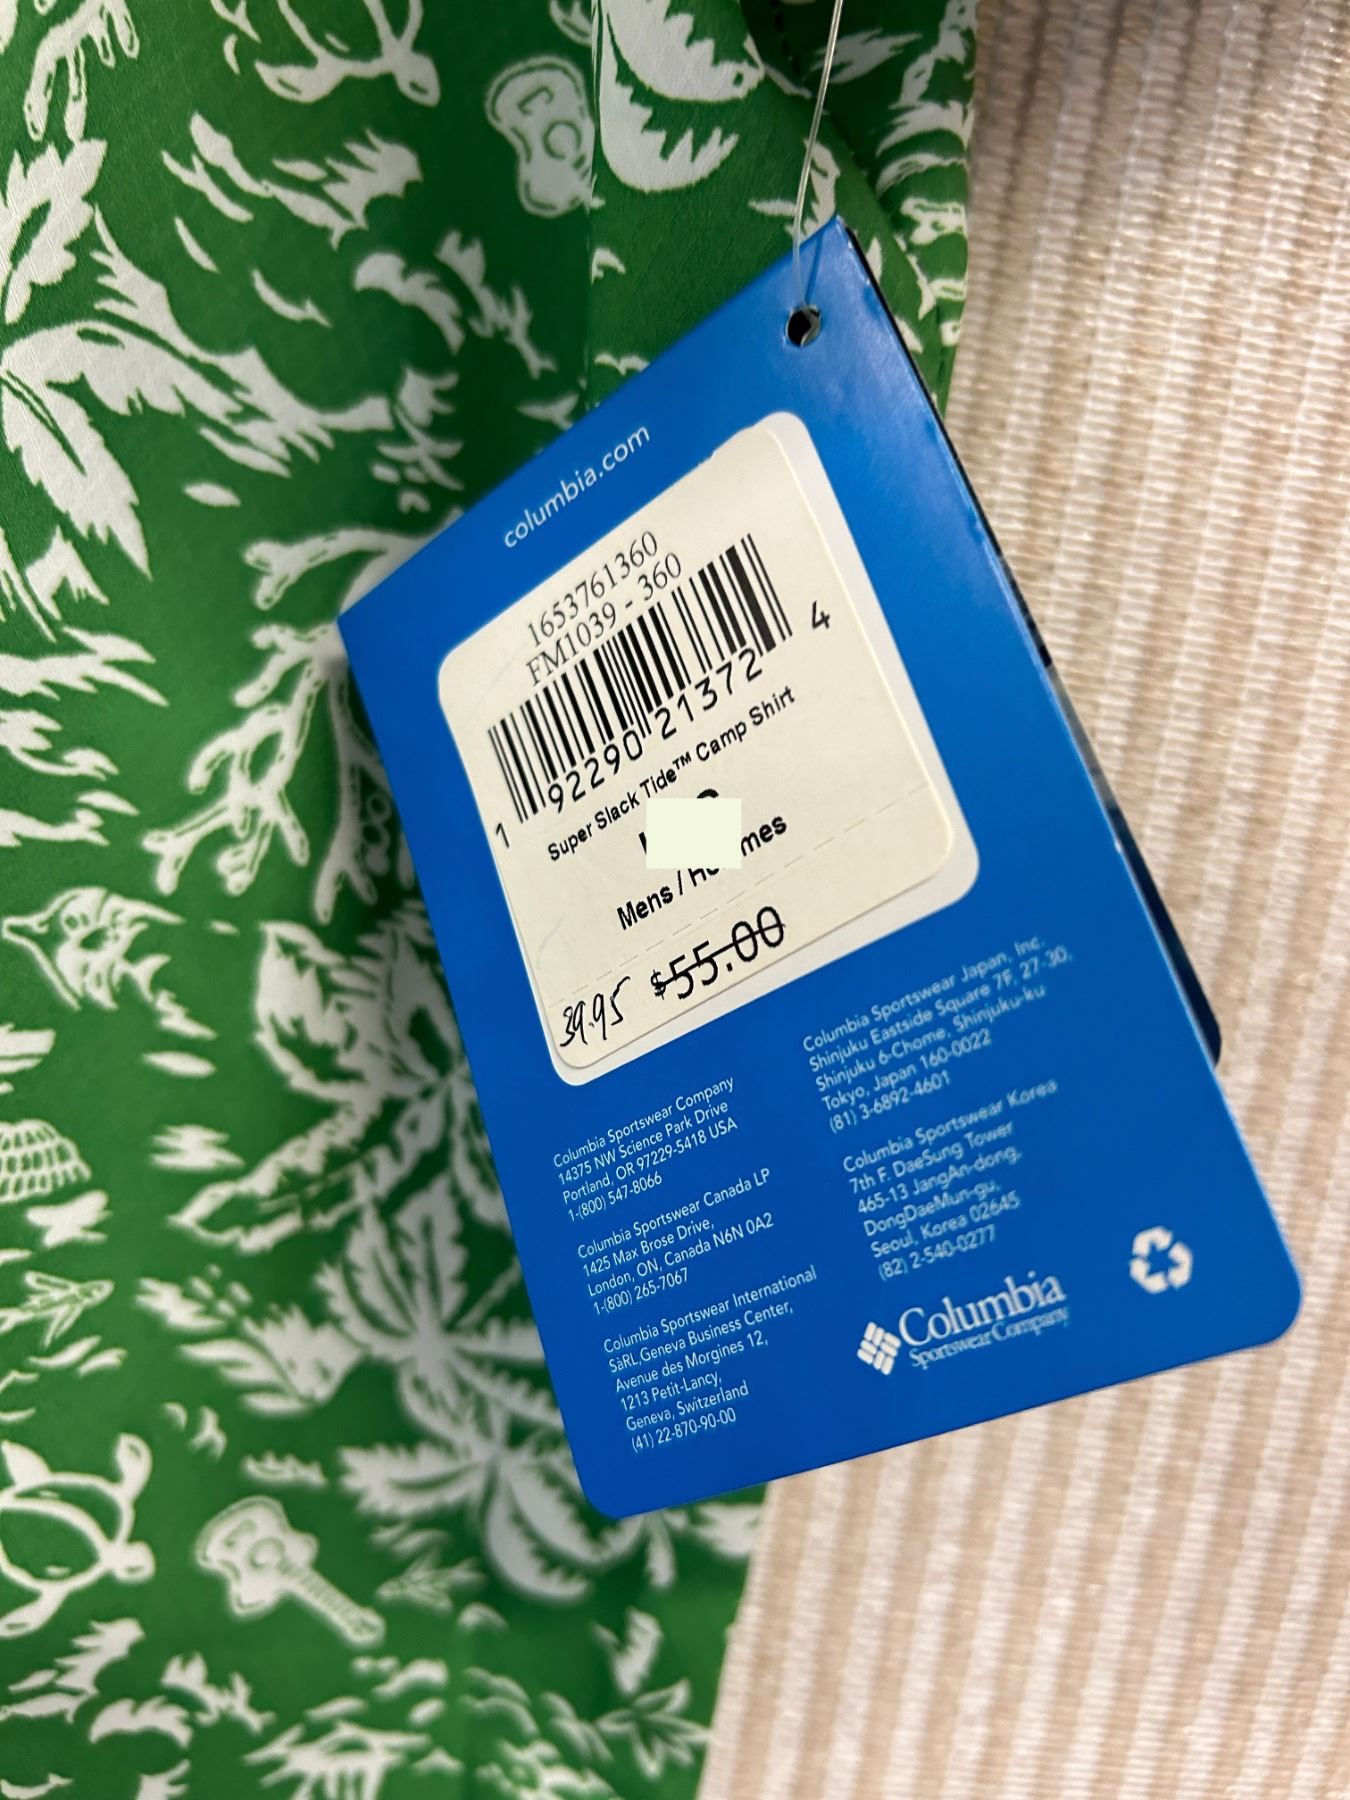 columbia.com
1653761360
FM1039 - 360
1 92290 21372 4
Super Slack Tide™ Camp Shirt
Mens /
39.95 $55.00
Columbia Sportswear Company
14375 NW Science Park Drive
Portland, OR 97229-5418 USA
1-(800) 547-8066
Columbia Sportswear Canada LP
1425 Max Brose Drive,
London, ON, Canada N6N 0A2
1-(800) 265-7067
Columbia Sportswear International
SàRL,Geneva Business Center,
Avenue des Morgines 12,
1213 Petit-Lancy,
Geneva, Switzerland
(41) 22-870-90-00
Columbia Sportswear Japan, Inc.
Shinjuku Eastside Square 7F, 27-30,
Shinjuku 6-Chome, Shinjuku-ku
Tokyo, Japan 160-0022
(81) 3-6892-4601
Columbia Sportswear Korea
7th F. DaeSung Tower
465-13 JangAn-dong,
DongDaeMun-gu,
Seoul, Korea 02645
(82) 2-540-0277
Columbia
Sportswear Company